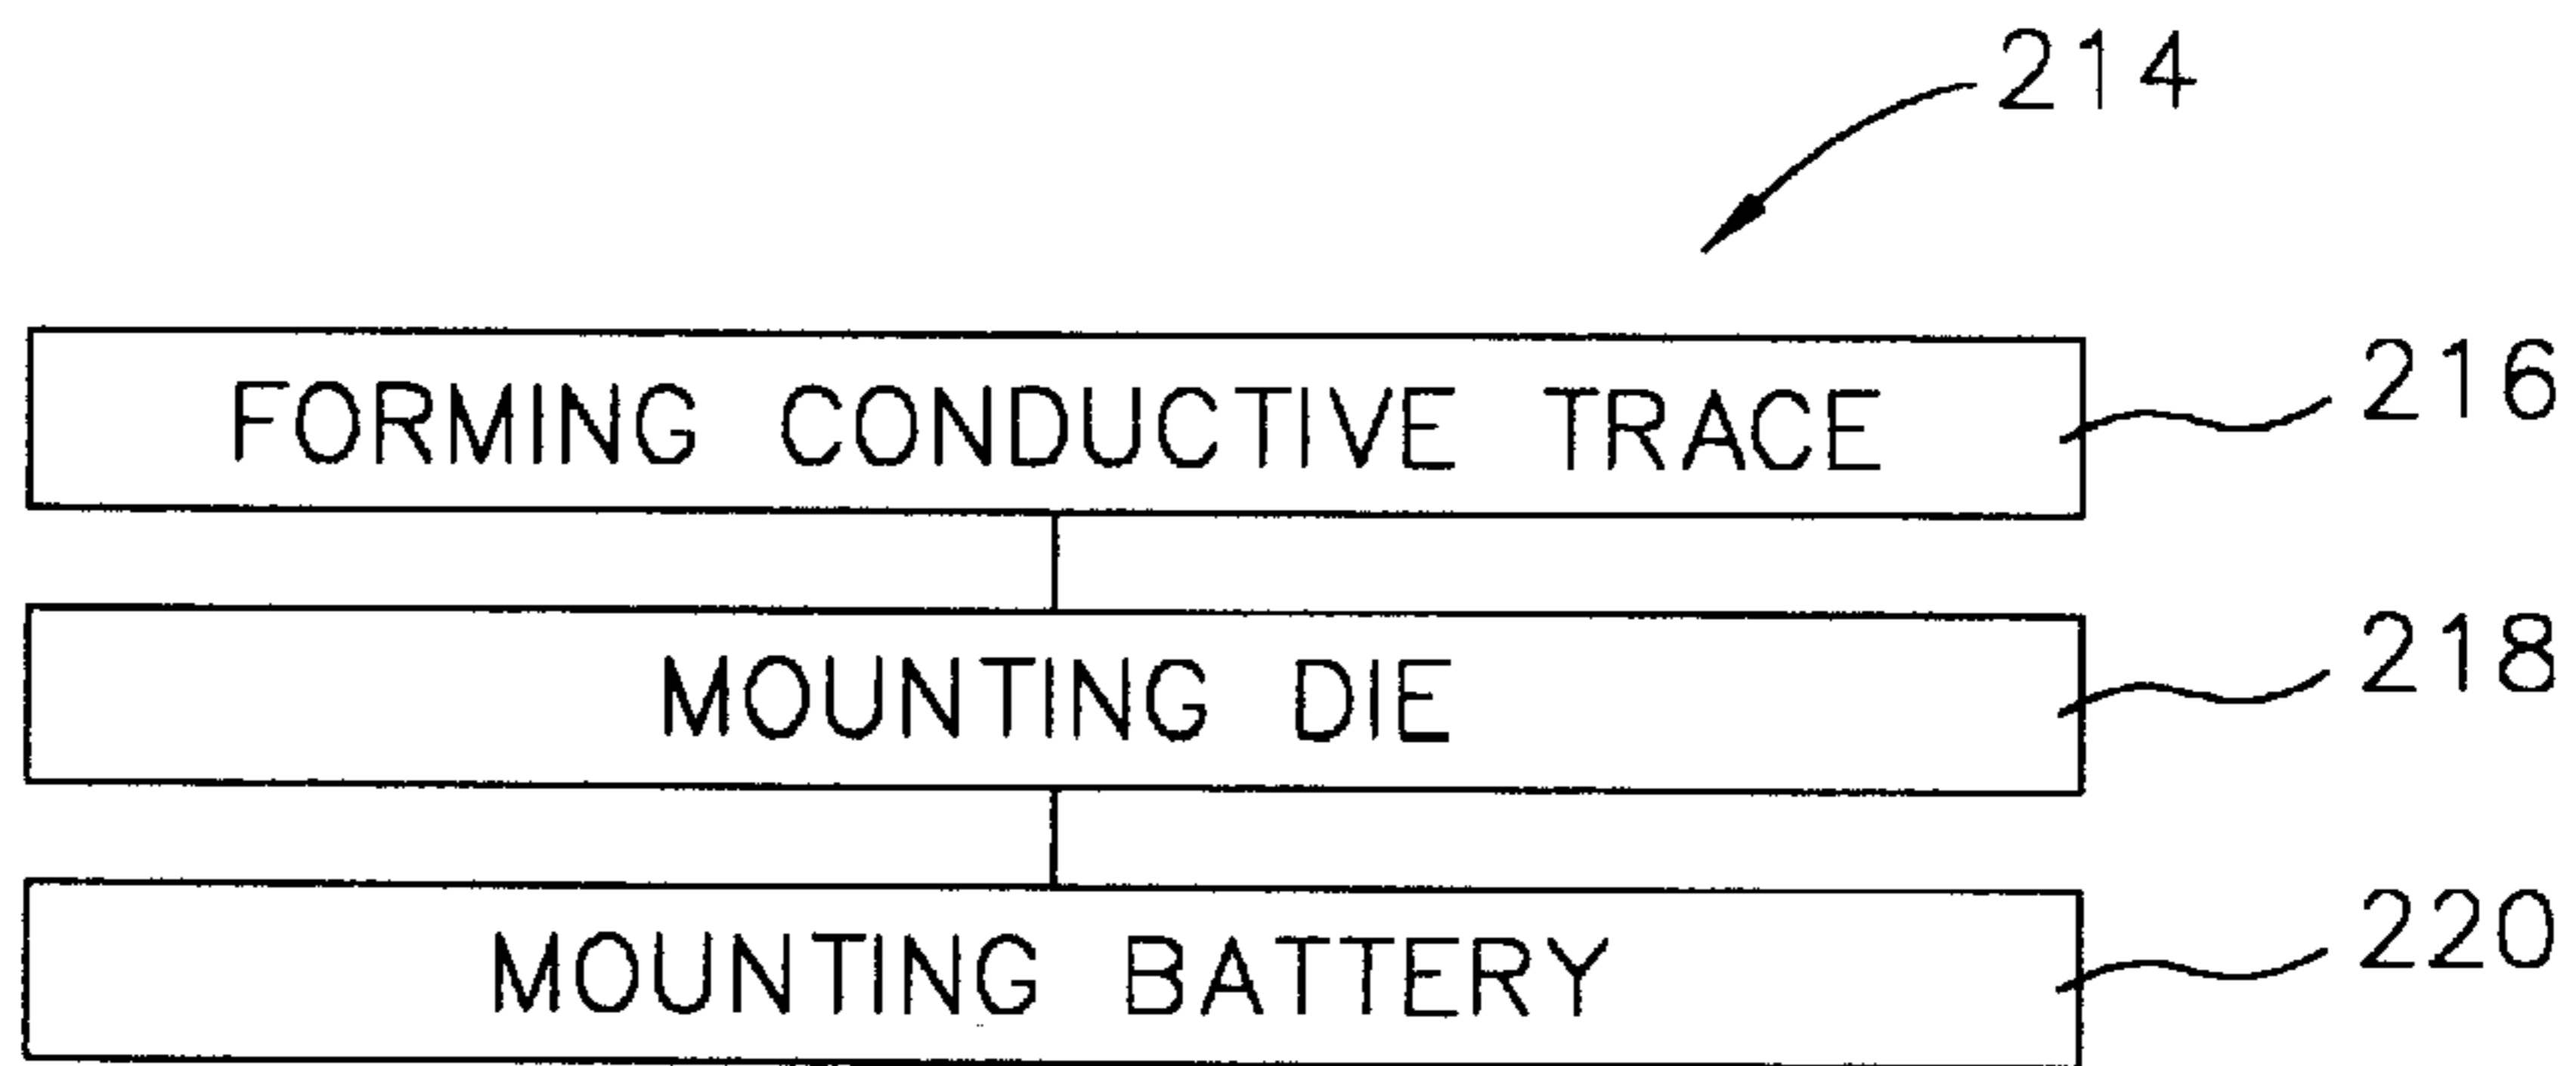 214
FORMING CONDUCTIVE TRACE 216
MOUNTING DIE 218
MOUNTING BATTERY 220